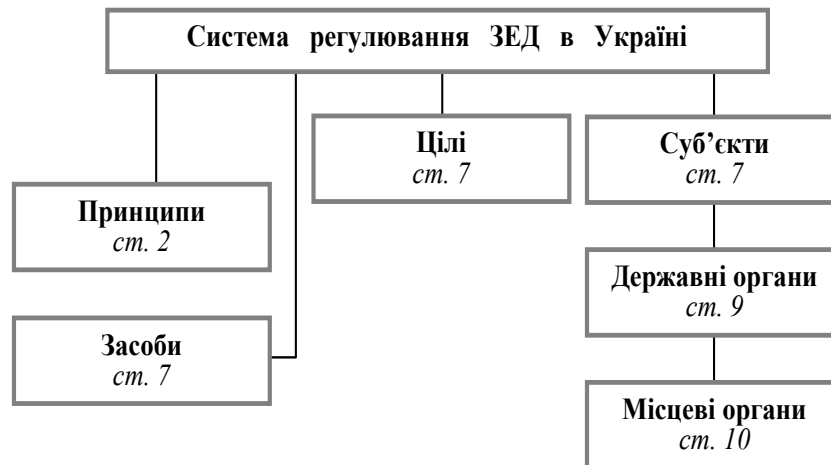 Система регулювання ЗЕД в Україні
Цілі
ст. 7
Суб’єкти
ст. 7
Принципи
ст. 2
Державні органи
ст. 9
Засоби
ст. 7
Місцеві органи
ст. 10